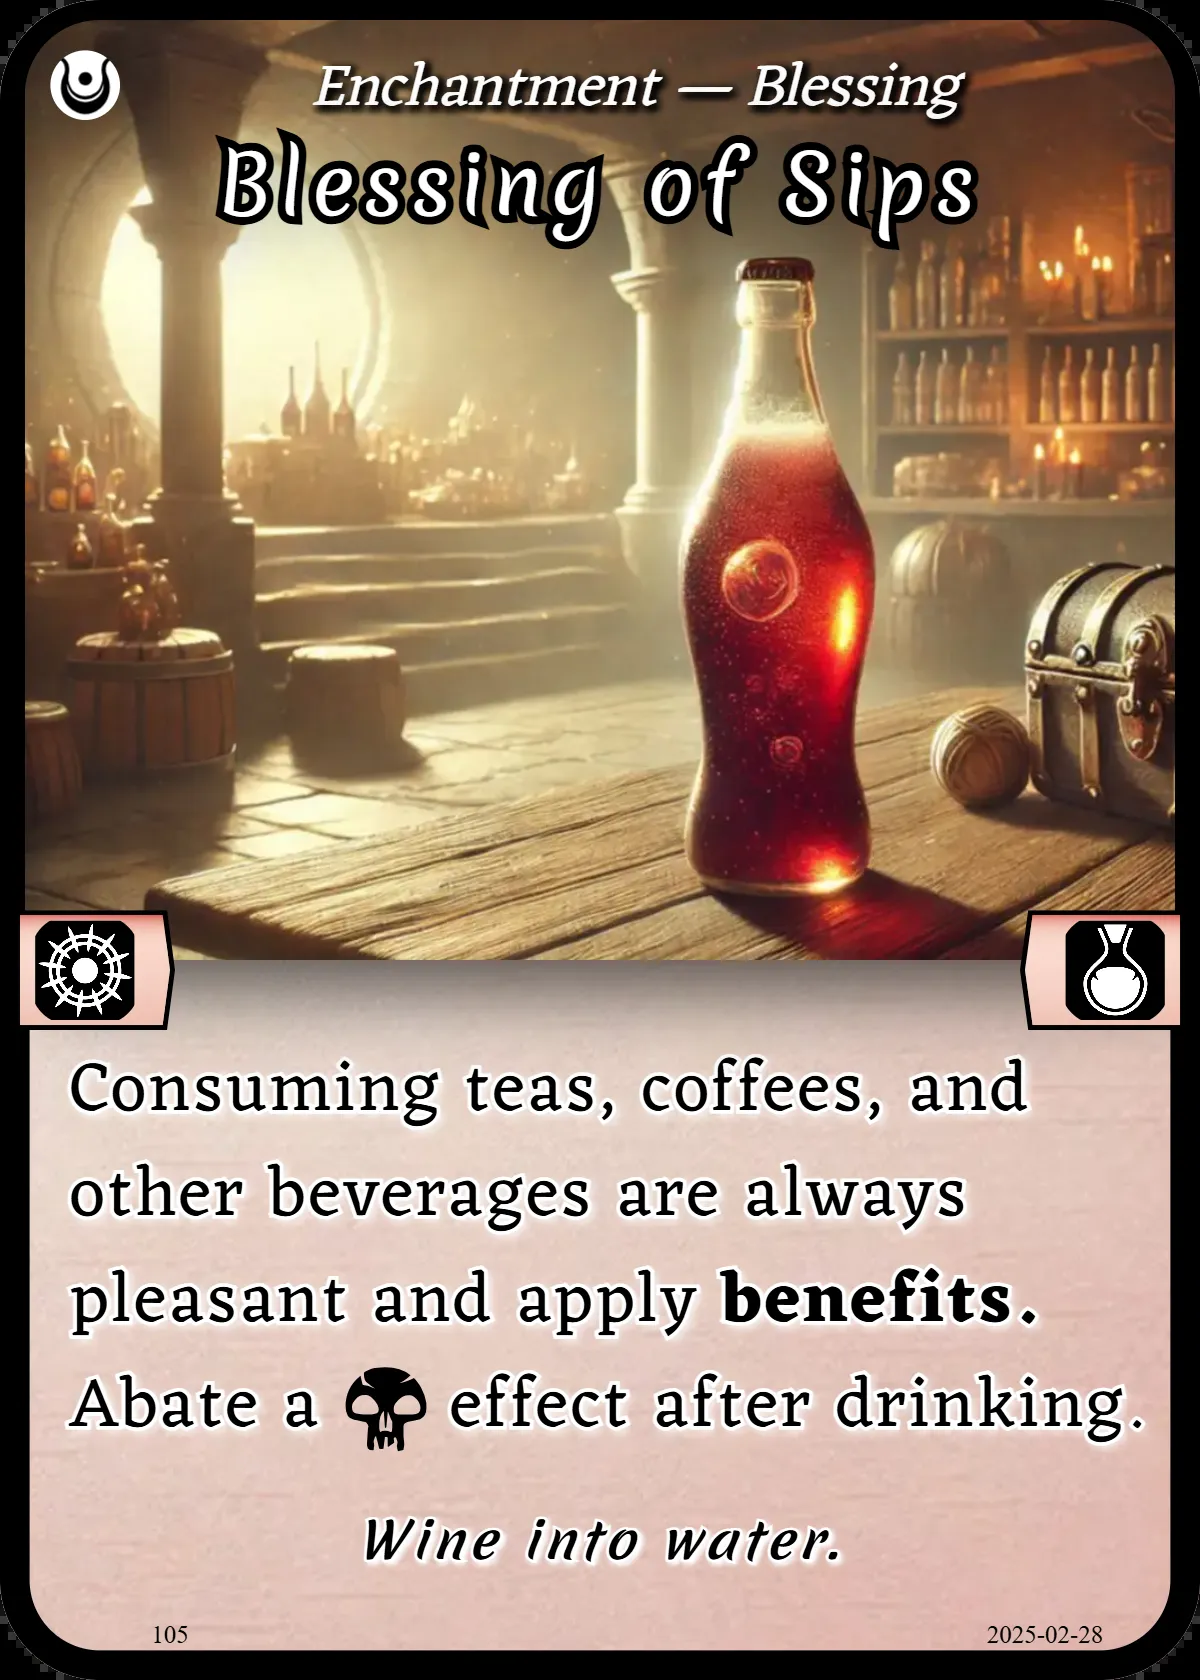 Enchantment — Blessing
Blessing of Sips
Consuming teas, coffees, and
other beverages are always
pleasant and apply benefits.
Abate a effect after drinking.
Wine into water.
105
2025-02-28